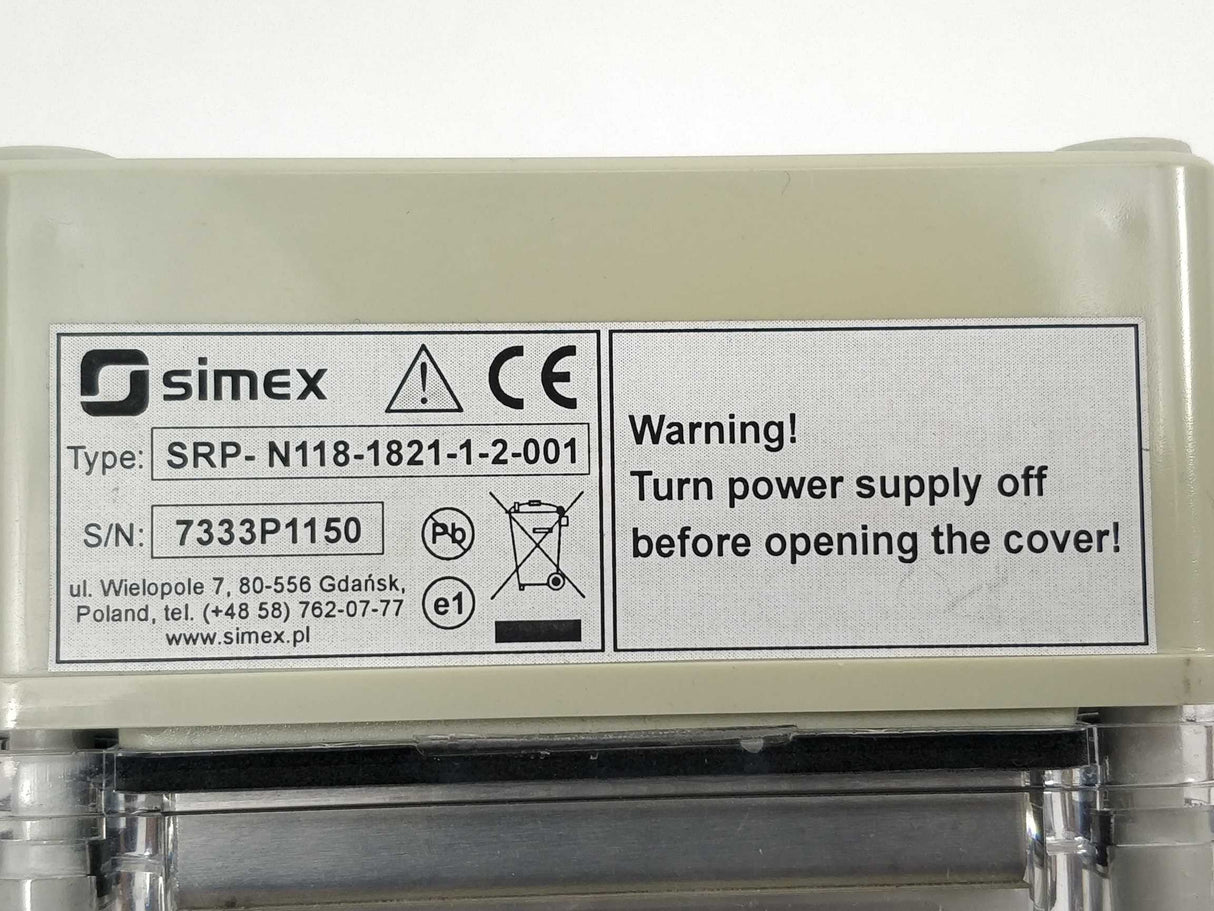 simex CE
Type: SRP- N118-1821-1-2-001
S/N: 7333P1150
Pb
e1
ul. Wielopole 7, 80-556 Gdańsk,
Poland, tel. (+48 58) 762-07-77
www.simex.pl
Warning!
Turn power supply off
before opening the cover!